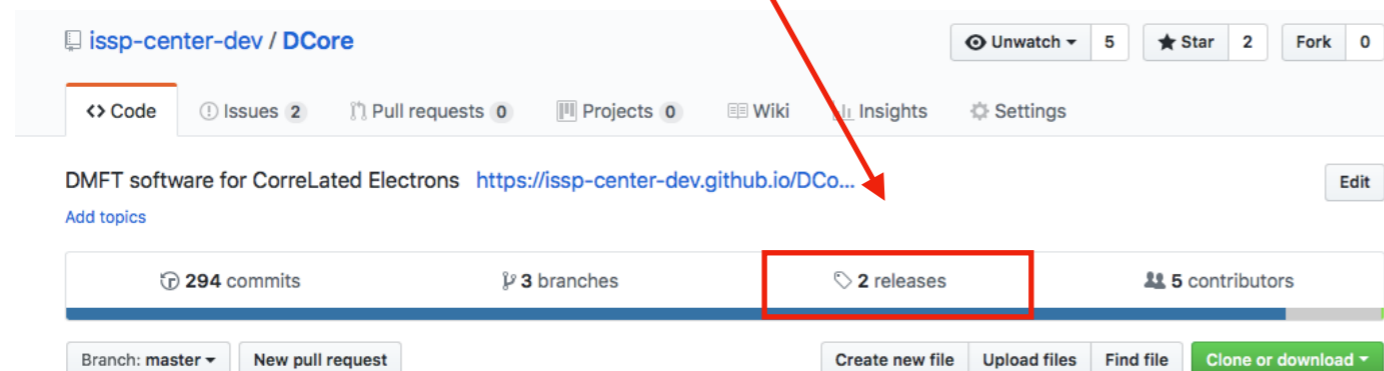 issp-center-dev / DCore
Unwatch 5 Star 2 Fork 0
Code Issues 2 Pull requests 0 Projects 0 Wiki Insights Settings
DMFT software for CorreLated Electrons https://issp-center-dev.github.io/DCo...
Edit
Add topics
294 commits 3 branches 2 releases 5 contributors
Branch: master New pull request Create new file Upload files Find file Clone or download